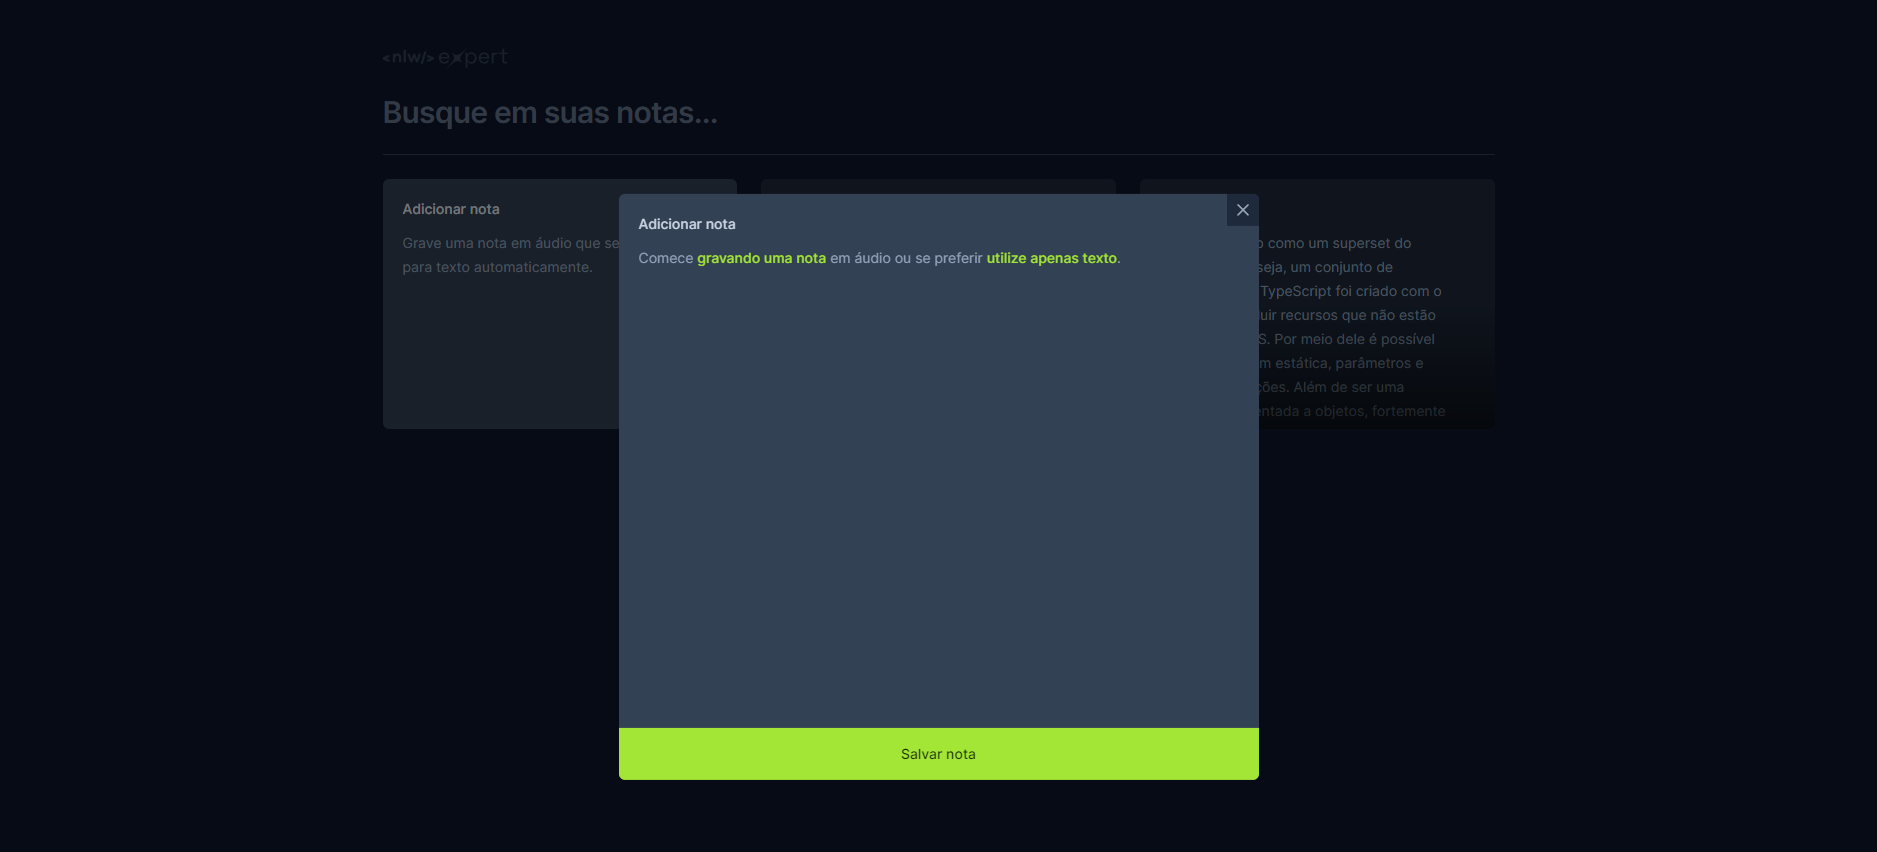 <nlw/> expert
Busque em suas notas...
Adicionar nota
Grave uma nota em áudio que se
para texto automaticamente.
Adicionar nota
Comece gravando uma nota em áudio ou se preferir utilize apenas texto.
Salvar nota
como um superset do
seja, um conjunto de
TypeScript foi criado com o
recursos que não estão
Por meio dele é possível
estática, parâmetros e
Além de ser uma
a objetos, fortemente